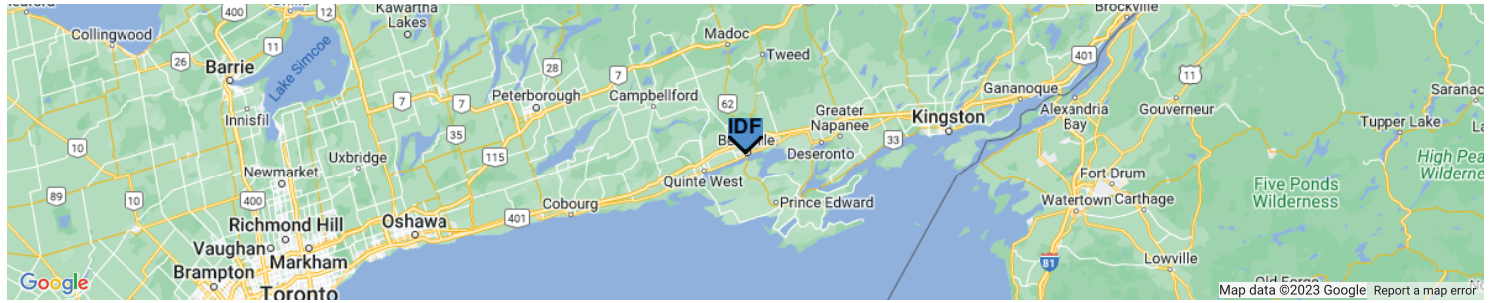 Collingwood
26
Barrie
400
12
11
Lake Simcoe
Kawartha
Lakes
Brockville
Madoc
Tweed
7
28
Peterborough
Campbellford
62
401
11
Gananoque
Alexandria
Bay
Gouverneur
Saranac
Tupper Lake
7
7
Innisfil
35
Greater
Napanee
Kingston
IDF
Deseronto
33
10
Uxbridge
115
Newmarket
Quinte West
High Pea
Wilderne
Fort Drum
Five Ponds
Wilderness
89
10
400
Cobourg
401
Prince Edward
Watertown
Carthage
Richmond Hill
Oshawa
Vaughan
Markham
Brampton
Toronto
81
Lowville
Google
Map data ©2023 Google
Report a map error